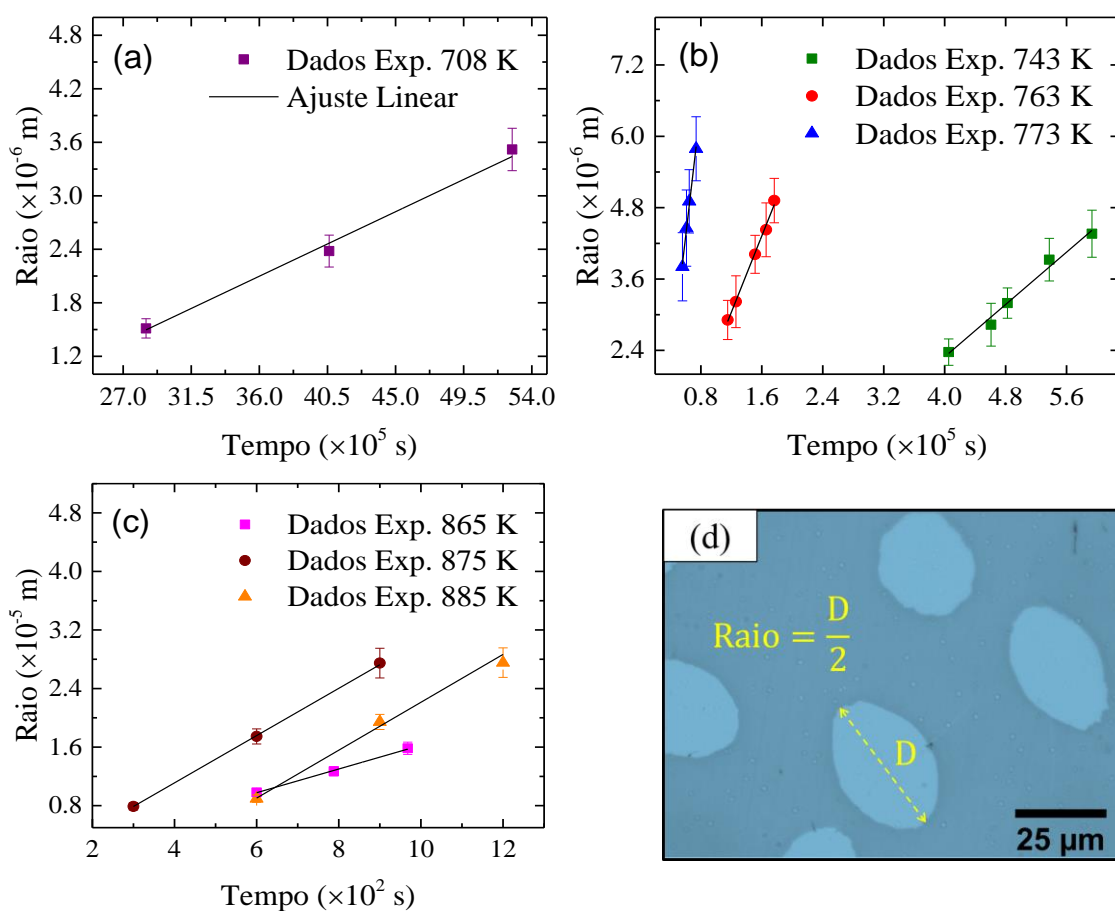 (a)
Dados Exp. 708 K
Ajuste Linear
Raio (×10⁻⁶ m)
4.8
4.2
3.6
3.0
2.4
1.8
1.2
27.0 31.5 36.0 40.5 45.0 49.5 54.0
Tempo (×10⁵ s)
(b)
Dados Exp. 743 K
Dados Exp. 763 K
Dados Exp. 773 K
Raio (×10⁻⁶ m)
7.2
6.0
4.8
3.6
2.4
0.8 1.6 2.4 3.2 4.0 4.8 5.6
Tempo (×10⁵ s)
(c)
Dados Exp. 865 K
Dados Exp. 875 K
Dados Exp. 885 K
Raio (×10⁻⁵ m)
4.8
4.0
3.2
2.4
1.6
0.8
2 4 6 8 10 12
Tempo (×10² s)
(d)
Raio = D/2
D
25 µm